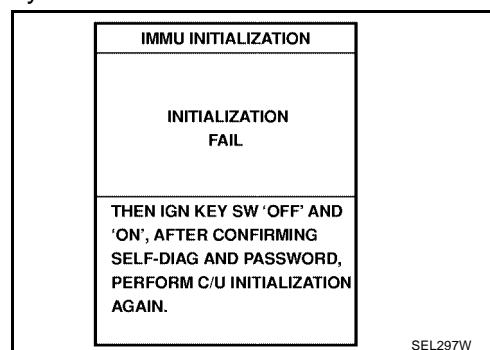 IMMU INITIALIZATION
INITIALIZATION
FAIL
THEN IGN KEY SW 'OFF' AND
'ON', AFTER CONFIRMING
SELF-DIAG AND PASSWORD,
PERFORM C/U INITIALIZATION
AGAIN.
SEL297W